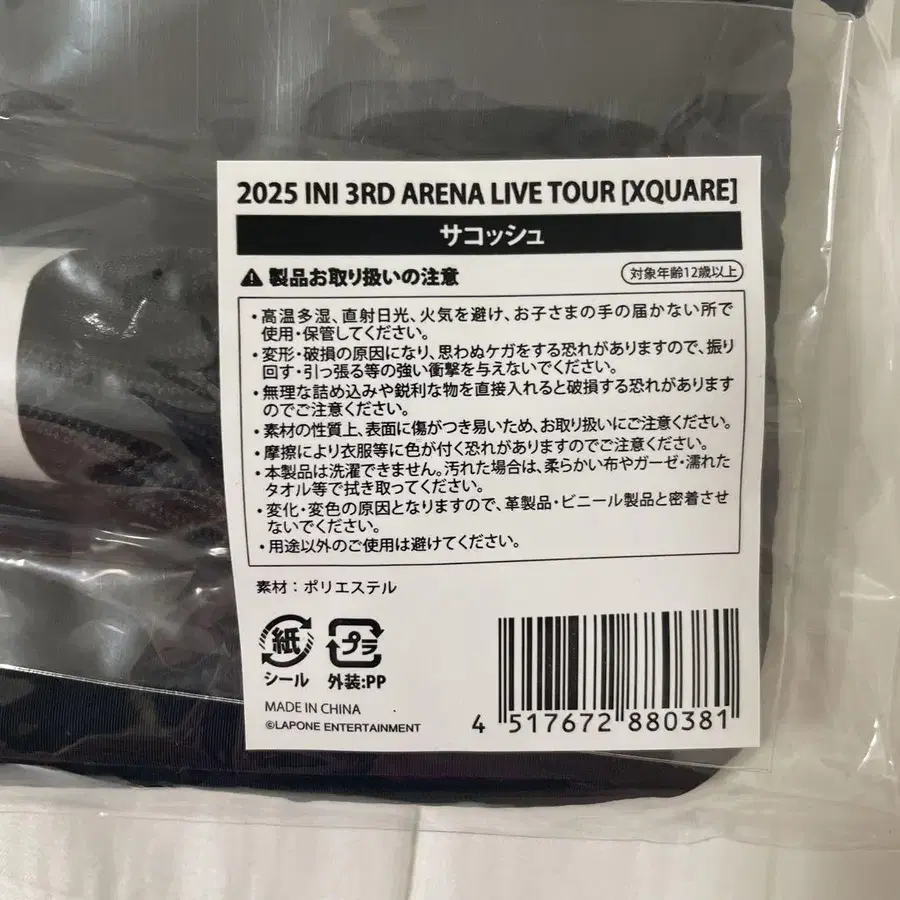 2025 INI 3RD ARENA LIVE TOUR [XQUARE]
サコッシュ
製品お取り扱いの注意
対象年齢12歳以上
・高温多湿、直射日光、火気を避け、お子さまの手の届かない所で
使用・保管してください。
・変形・破損の原因になり、思わぬケガをする恐れがありますので、振り
回す・引っ張る等の強い衝撃を与えないでください。
・無理な詰め込みや鋭利な物を直接入れると破損する恐れがあります
のでご注意ください。
・素材の性質上、表面に傷がつき易いため、お取り扱いにご注意ください。
・摩擦により衣服等に色が付く恐れがありますのでご注意ください。
・本製品は洗濯できません。汚れた場合は、柔らかい布やガーゼ・濡れた
タオル等で拭き取ってください。
・変化・変色の原因となりますので、革製品・ビニール製品と密着させ
ないでください。
・用途以外のご使用は避けてください。
素材：ポリエステル
紙
プラ
シール
外装:PP
MADE IN CHINA
©LAPONE ENTERTAINMENT
4 517672 880381